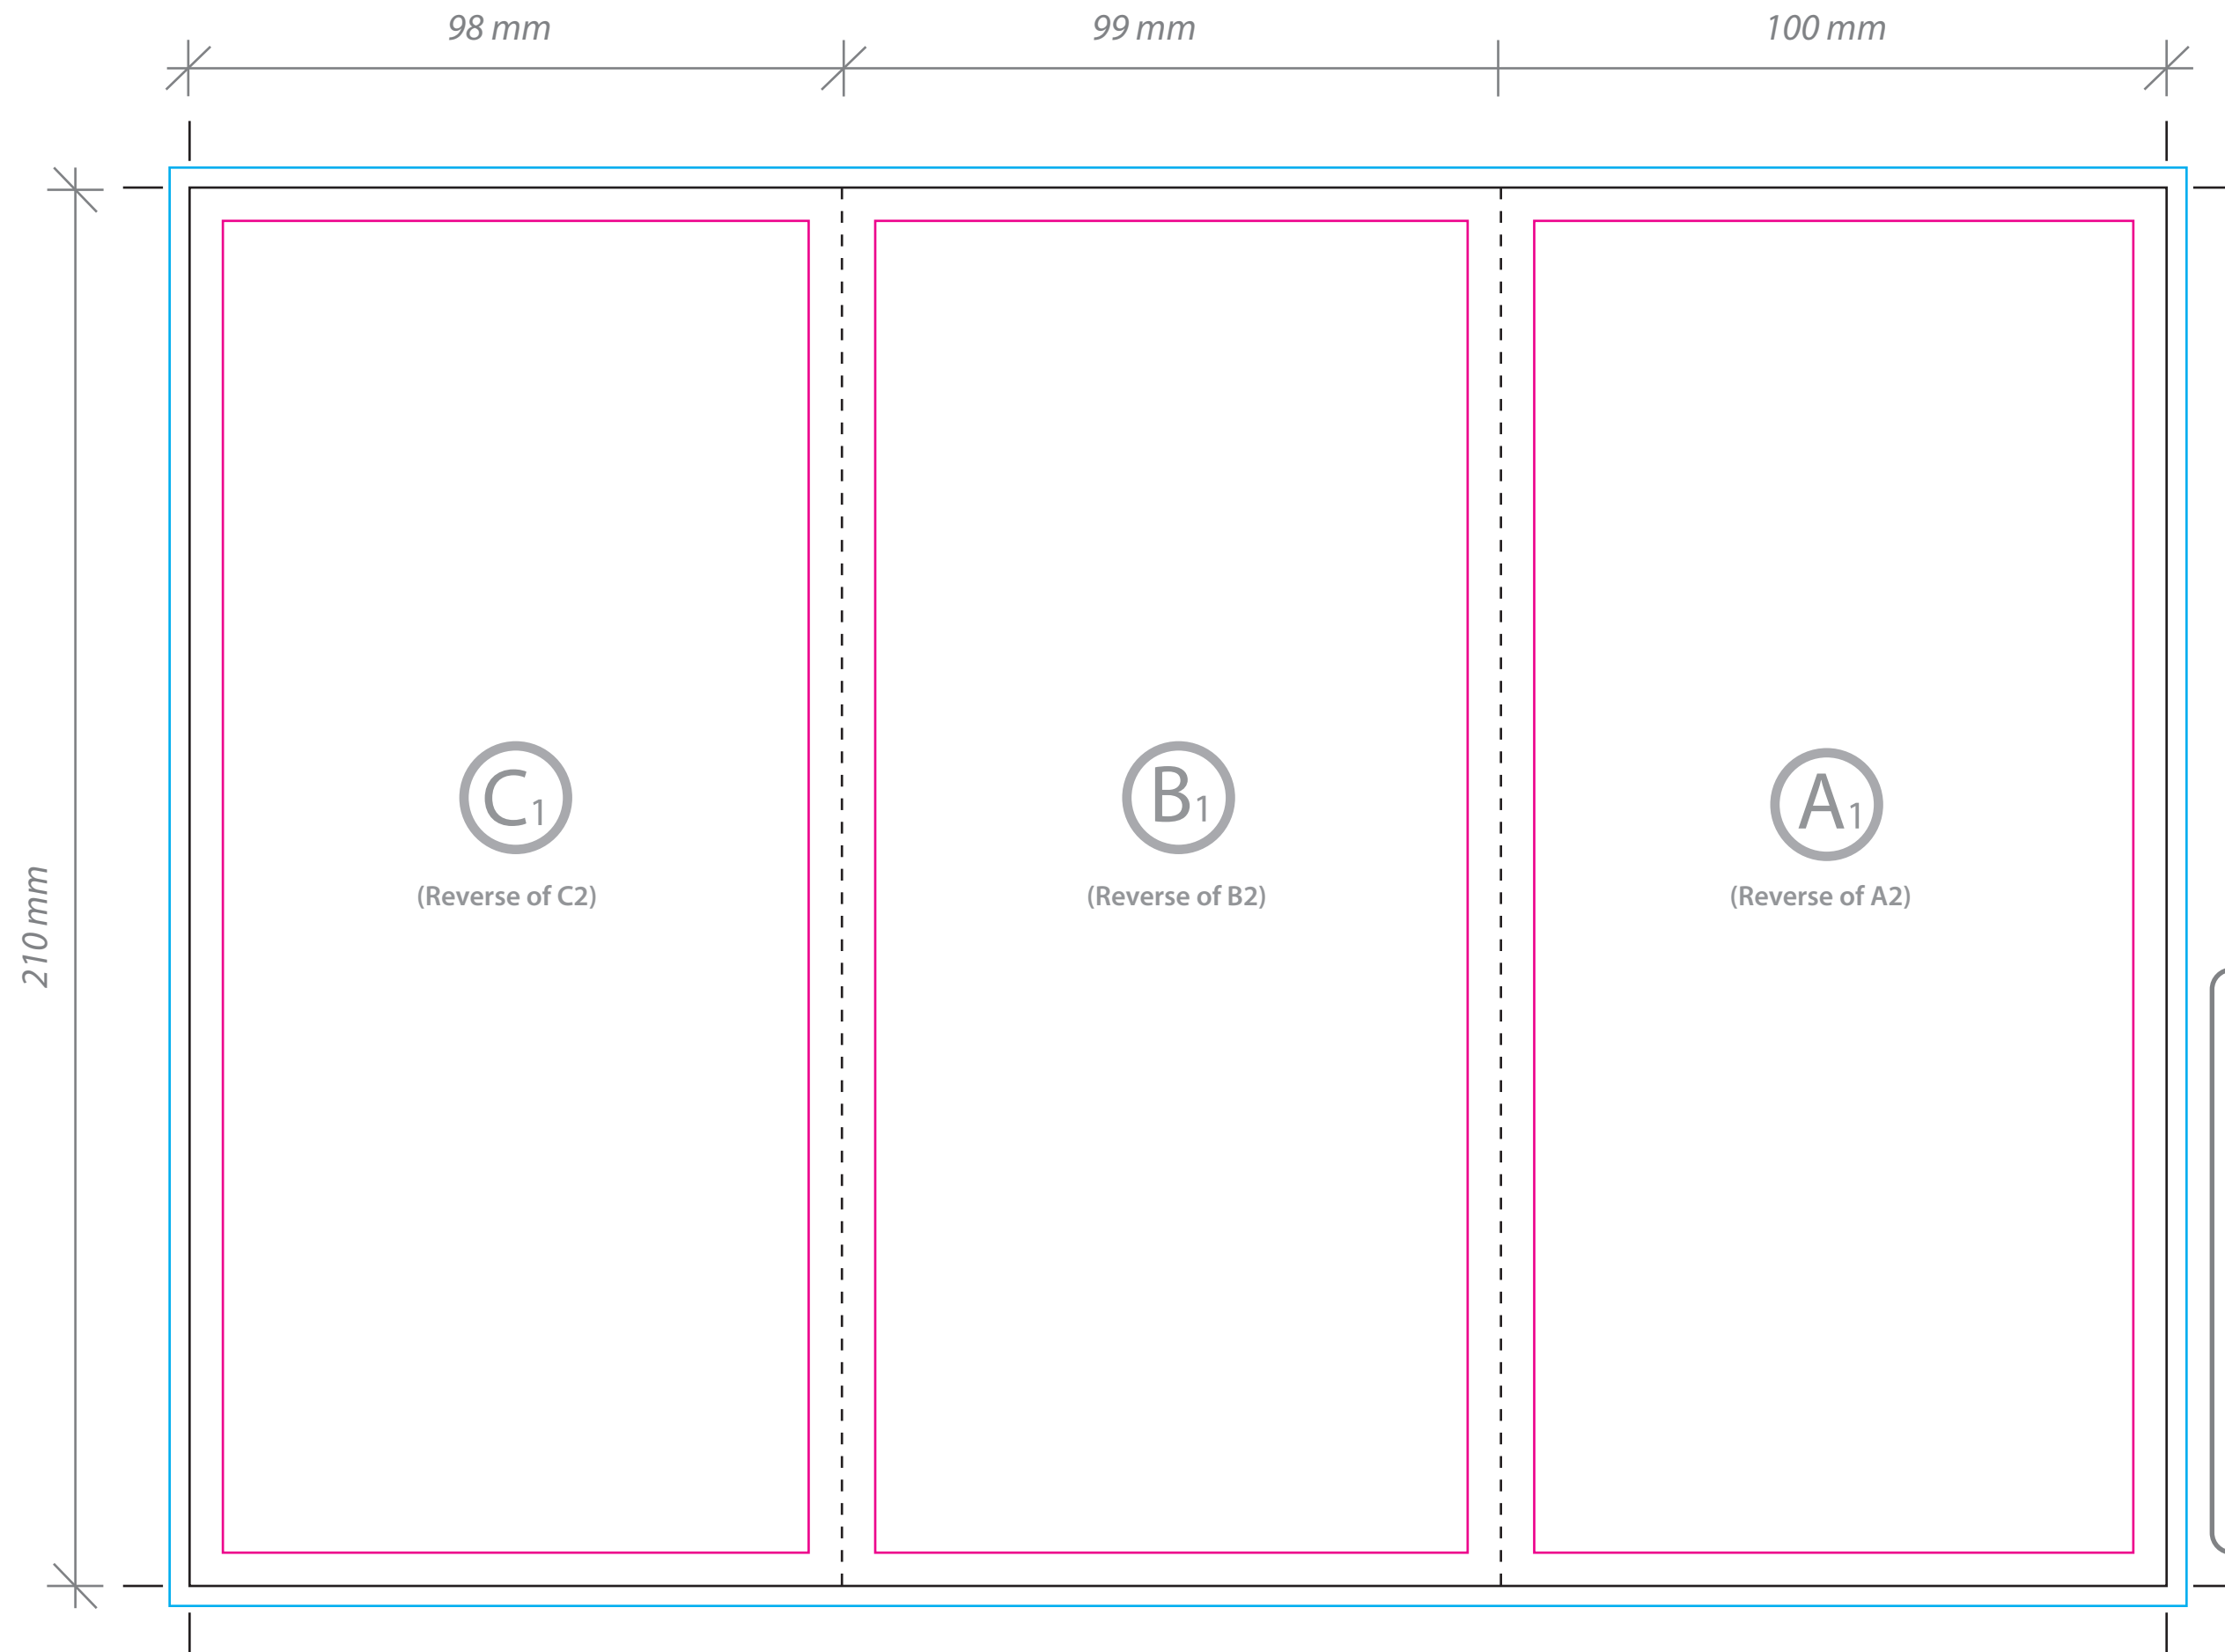 98 mm
99 mm
100 mm
210 mm
C1
B1
A1
(Reverse of C2)
(Reverse of B2)
(Reverse of A2)